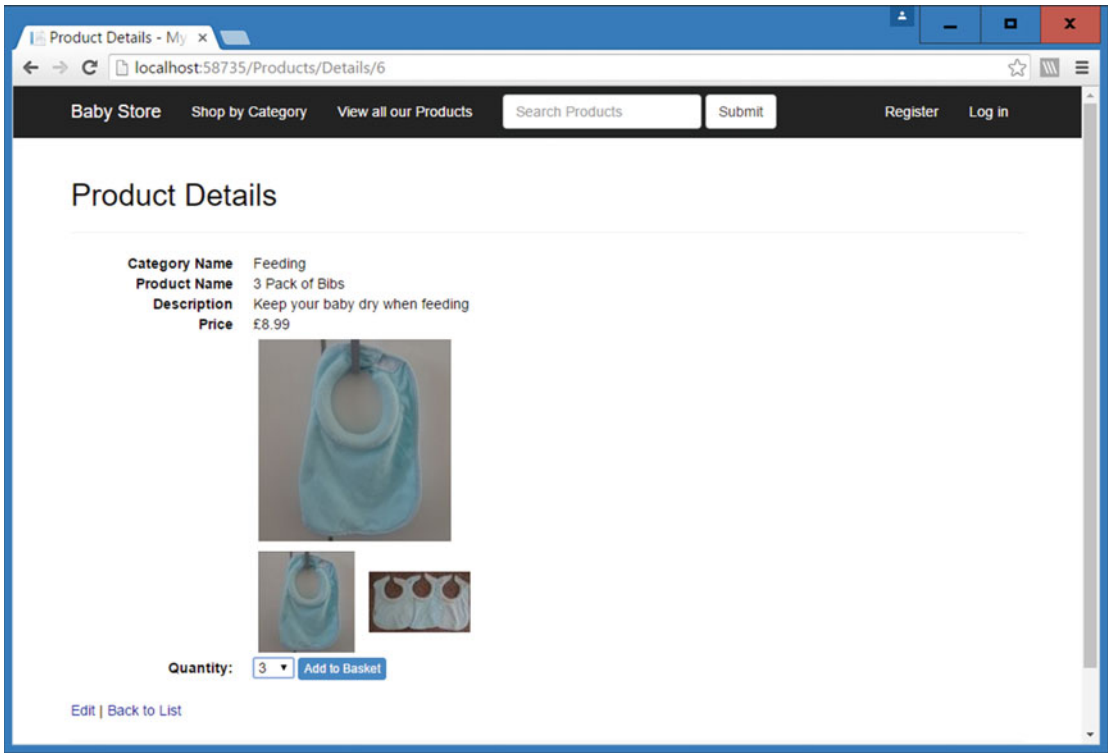 Product Details - My
localhost:58735/Products/Details/6
Baby Store Shop by Category View all our Products Search Products Submit Register Log in
Product Details
Category Name Feeding
Product Name 3 Pack of Bibs
Description Keep your baby dry when feeding
Price £8.99
Quantity: 3 Add to Basket
Edit | Back to List